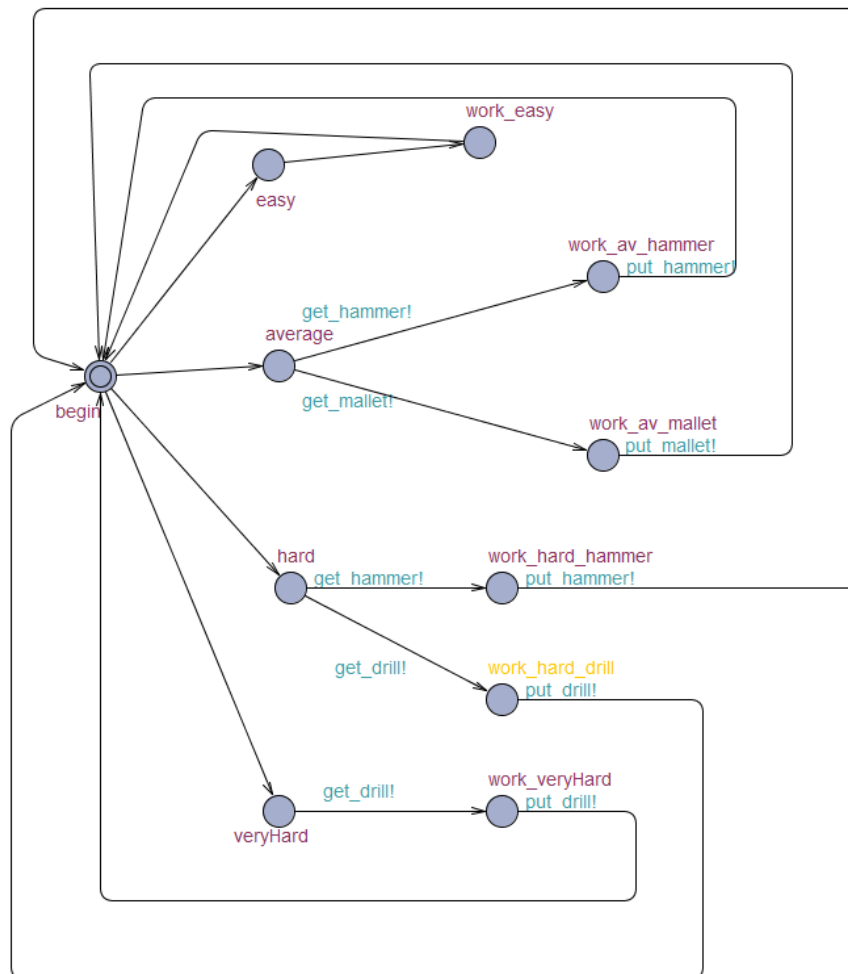 work_easy
easy
work_av_hammer
put_hammer!
get_hammer!
average
get_mallet!
begin
work_av_mallet
put_mallet!
hard
work_hard_hammer
get_hammer!
put_hammer!
get_drill!
work_hard_drill
put_drill!
work_veryHard
get_drill!
put_drill!
veryHard